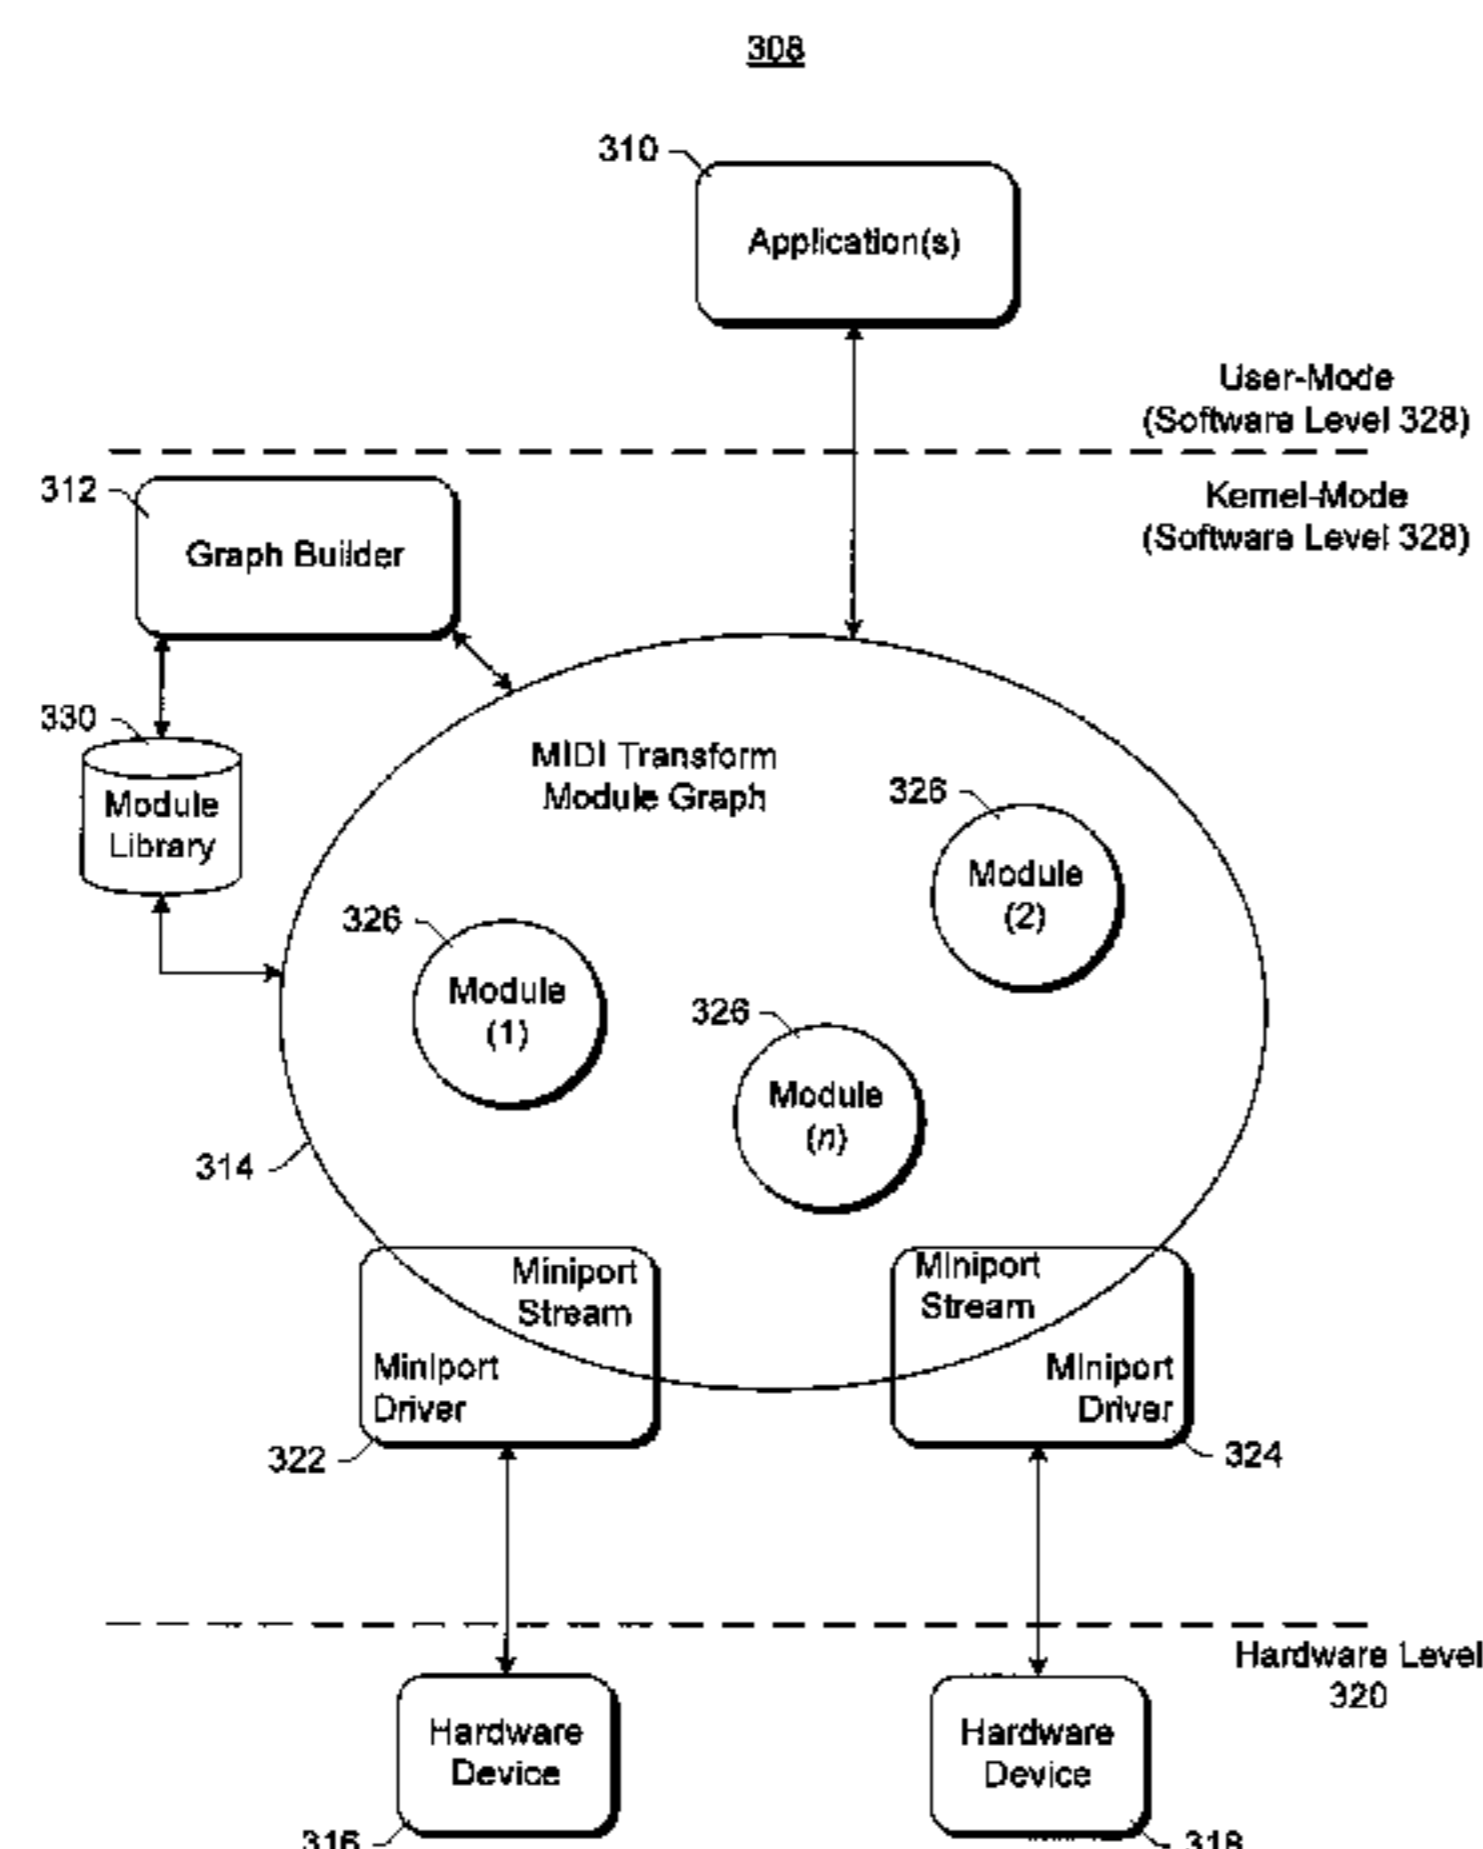 308
310
Application(s)
User-Mode
(Software Level 328)
Kernel-Mode
(Software Level 328)
312
Graph Builder
330
Module
Library
MIDI Transform
Module Graph
326
Module
(2)
326
Module
(1)
326
Module
(n)
314
Miniport
Stream
Miniport
Driver
322
Miniport
Stream
Miniport
Driver
324
Hardware Level
320
Hardware
Device
316
Hardware
Device
318